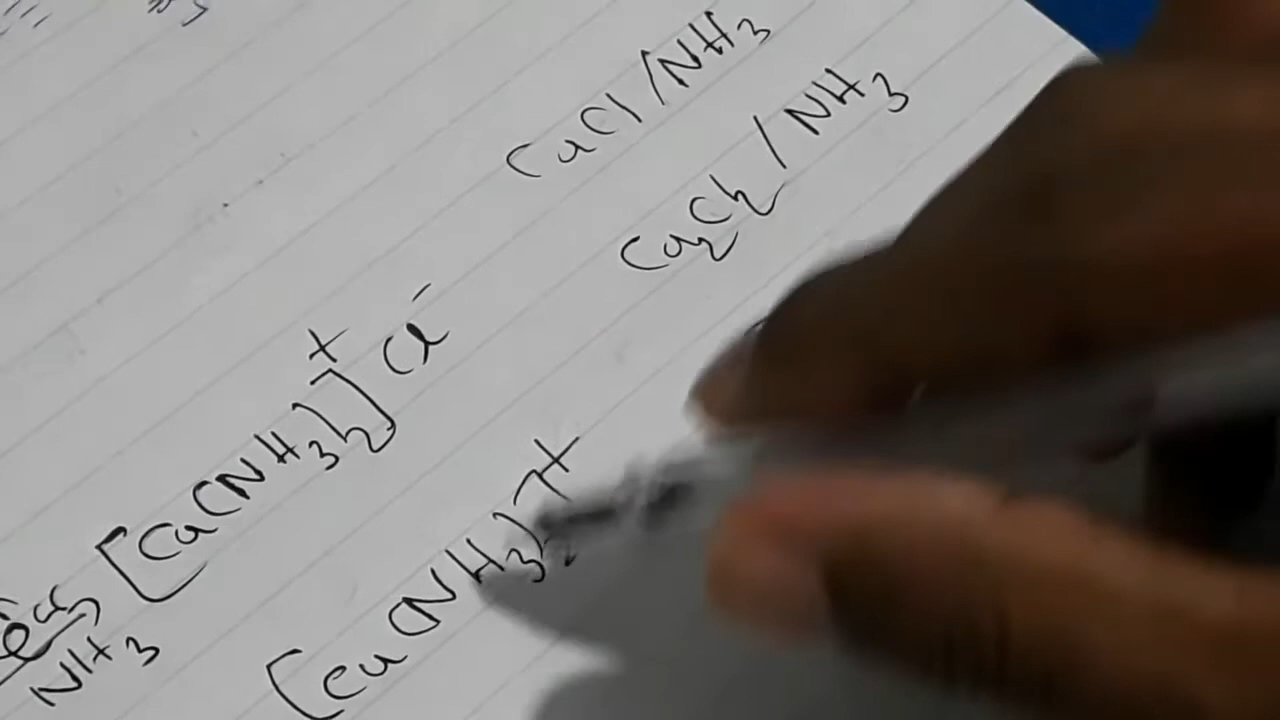 CuCl/NH3
Cu2Cl2/NH3
[Cu(NH3)2]+ Cl-
NH3
[Cu(NH3)2]+